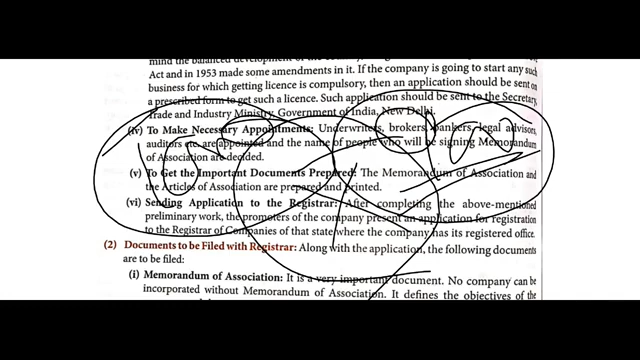 mind the balanced development of the
Act and in 1953 made some amendments in it. If the company is going to start any such
business for which getting licence is compulsory, then an application should be sent on
a prescribed form to get such a licence. Such application should be sent to the Secretary,
Trade and Industry Ministry, Government of India, New Delhi.
(iv) To Make Necessary Appointments: Underwriters, brokers, bankers, legal advisors,
auditors etc. are appointed and the name of people who will be signing Memorandum
of Association are decided.
(v) To Get the Important Documents Prepared: The Memorandum of Association and
the Articles of Association are prepared and printed.
(vi) Sending Application to the Registrar: After completing the above-mentioned
preliminary work, the promoters of the company present an application for registration
to the Registrar of Companies of that state where the company has its registered office.
(2) Documents to be Filed with Registrar: Along with the application, the following documents
are to be filed:
(i) Memorandum of Association: It is a very important document. No company can be
incorporated without Memorandum of Association. It defines the objectives of the